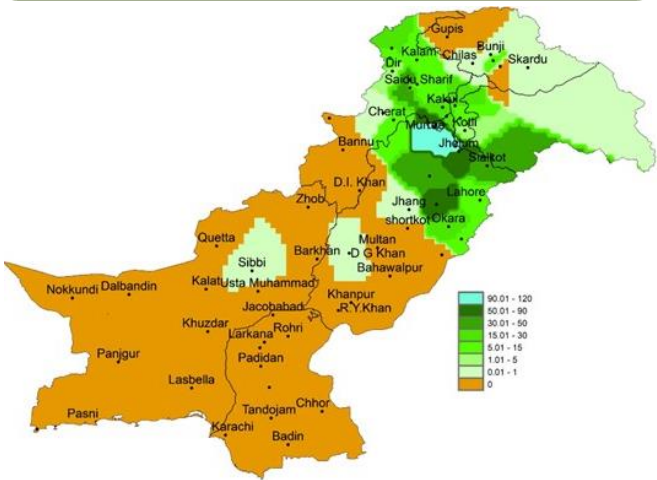 Gupis
Bunji
Chilas
Skardu
Kalam
Dir
Saidu Sharif
Kakul
Cherat
Murree
Kotli
Jhelum
Sialkot
Bannu
D.I. Khan
Zhob
Jhang
Lahore
shortkot
Okara
Quetta
Sibbi
Barkhan
Multan
D G Khan
Bahawalpur
Nokkundi
Dalbandin
Kalat
Usta Muhammad
Khanpur
R.Y.Khan
Jacobabad
Khuzdar
Larkana
Rohri
Panjgur
Padidan
Lasbella
Pasni
Tandojam
Chhor
Karachi
Badin
90.01 - 120
50.01 - 90
30.01 - 50
15.01 - 30
5.01 - 15
1.01 - 5
0.01 - 1
0